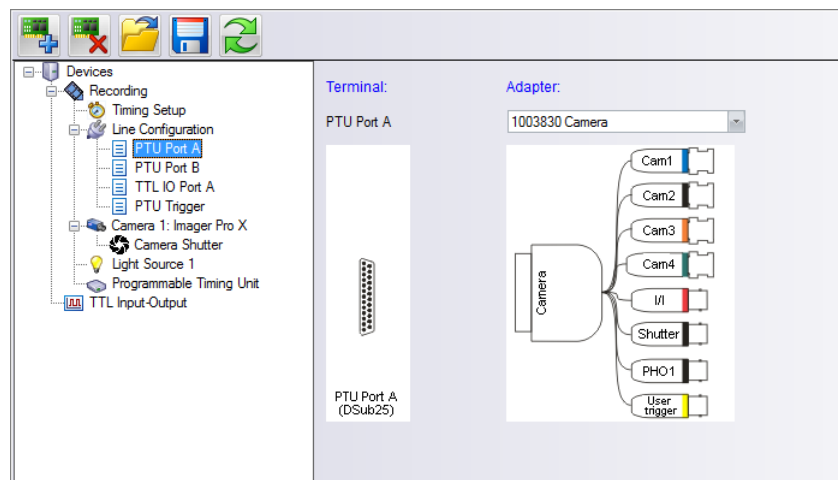 Devices
Recording
Timing Setup
Line Configuration
PTU Port A
PTU Port B
TTL IO Port A
PTU Trigger
Camera 1: Imager Pro X
Camera Shutter
Light Source 1
Programmable Timing Unit
TTL Input-Output
Terminal:
Adapter:
PTU Port A
1003830 Camera
PTU Port A
(DSub25)
Camera
Cam1
Cam2
Cam3
Cam4
I/I
Shutter
PHO1
User
trigger